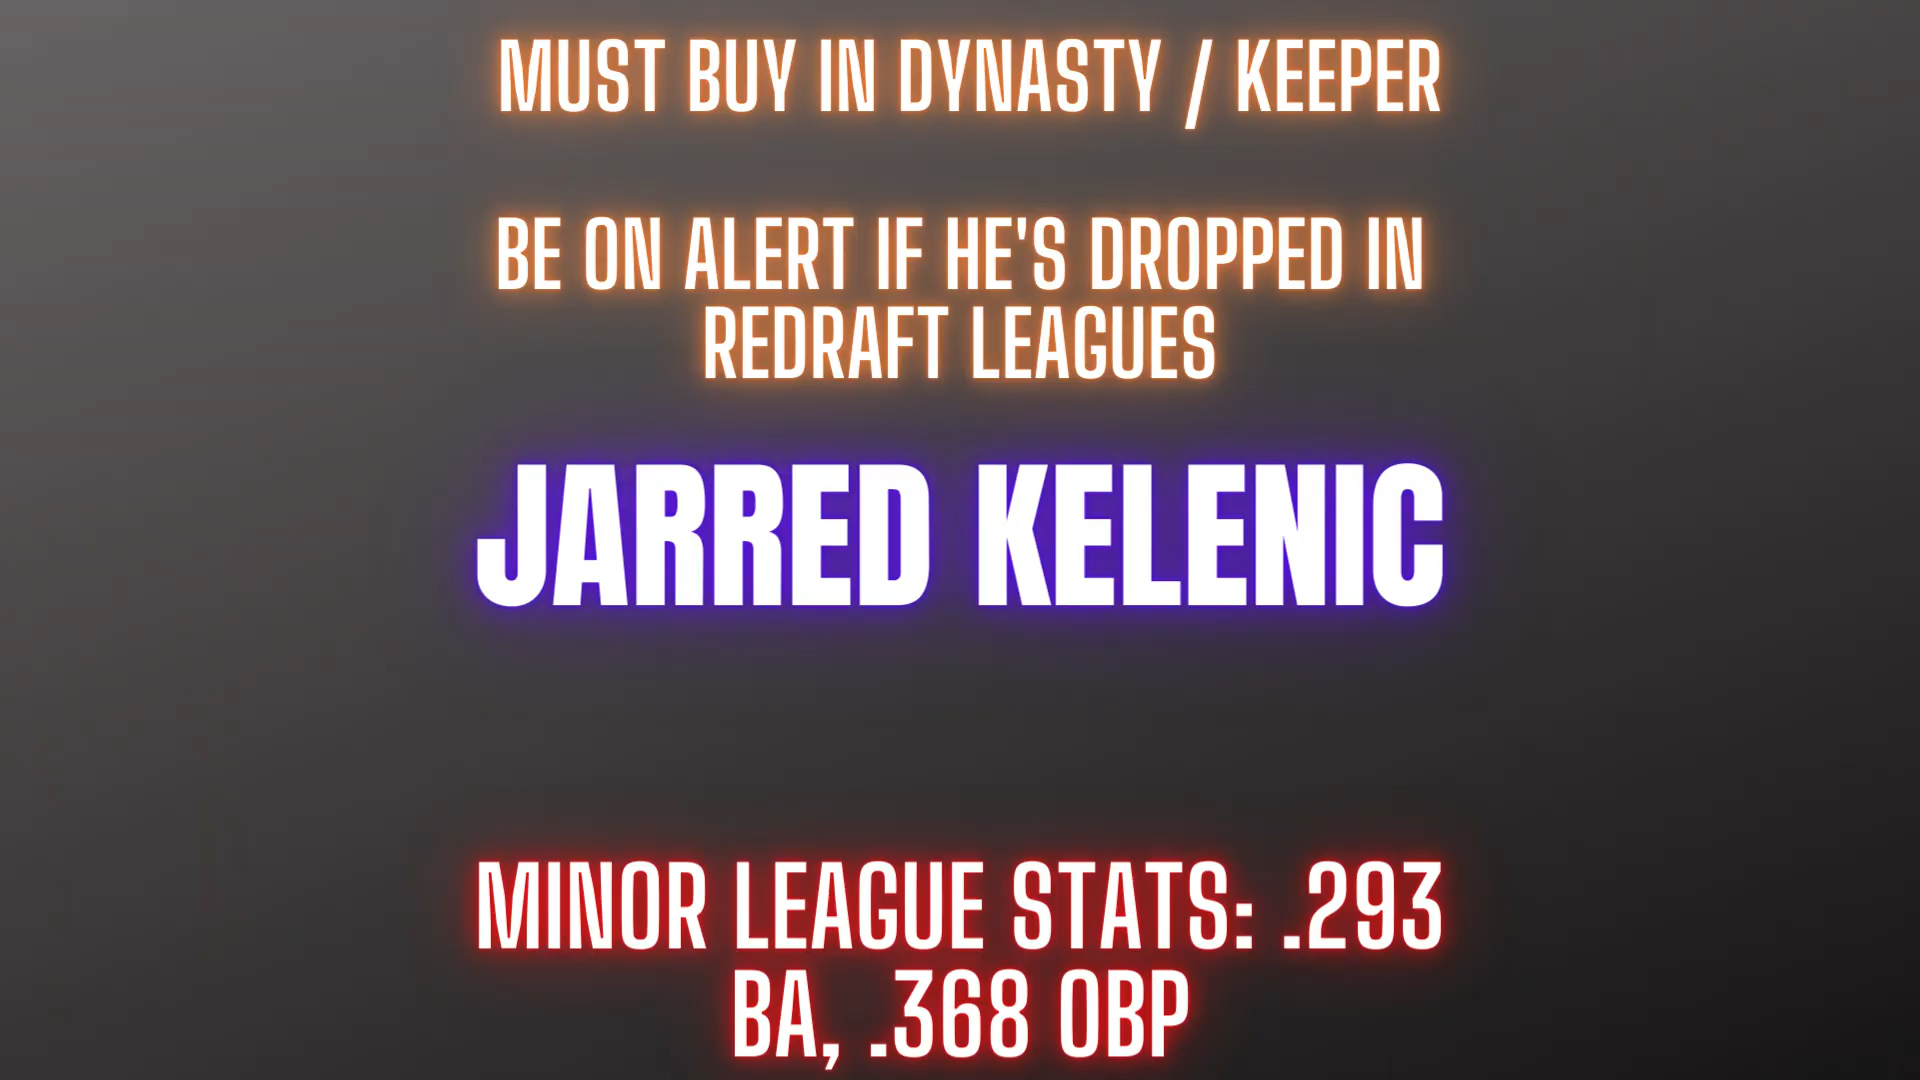 MUST BUY IN DYNASTY / KEEPER
BE ON ALERT IF HE'S DROPPED IN
REDRAFT LEAGUES
JARRED KELENIC
MINOR LEAGUE STATS: .293
BA, .368 OBP